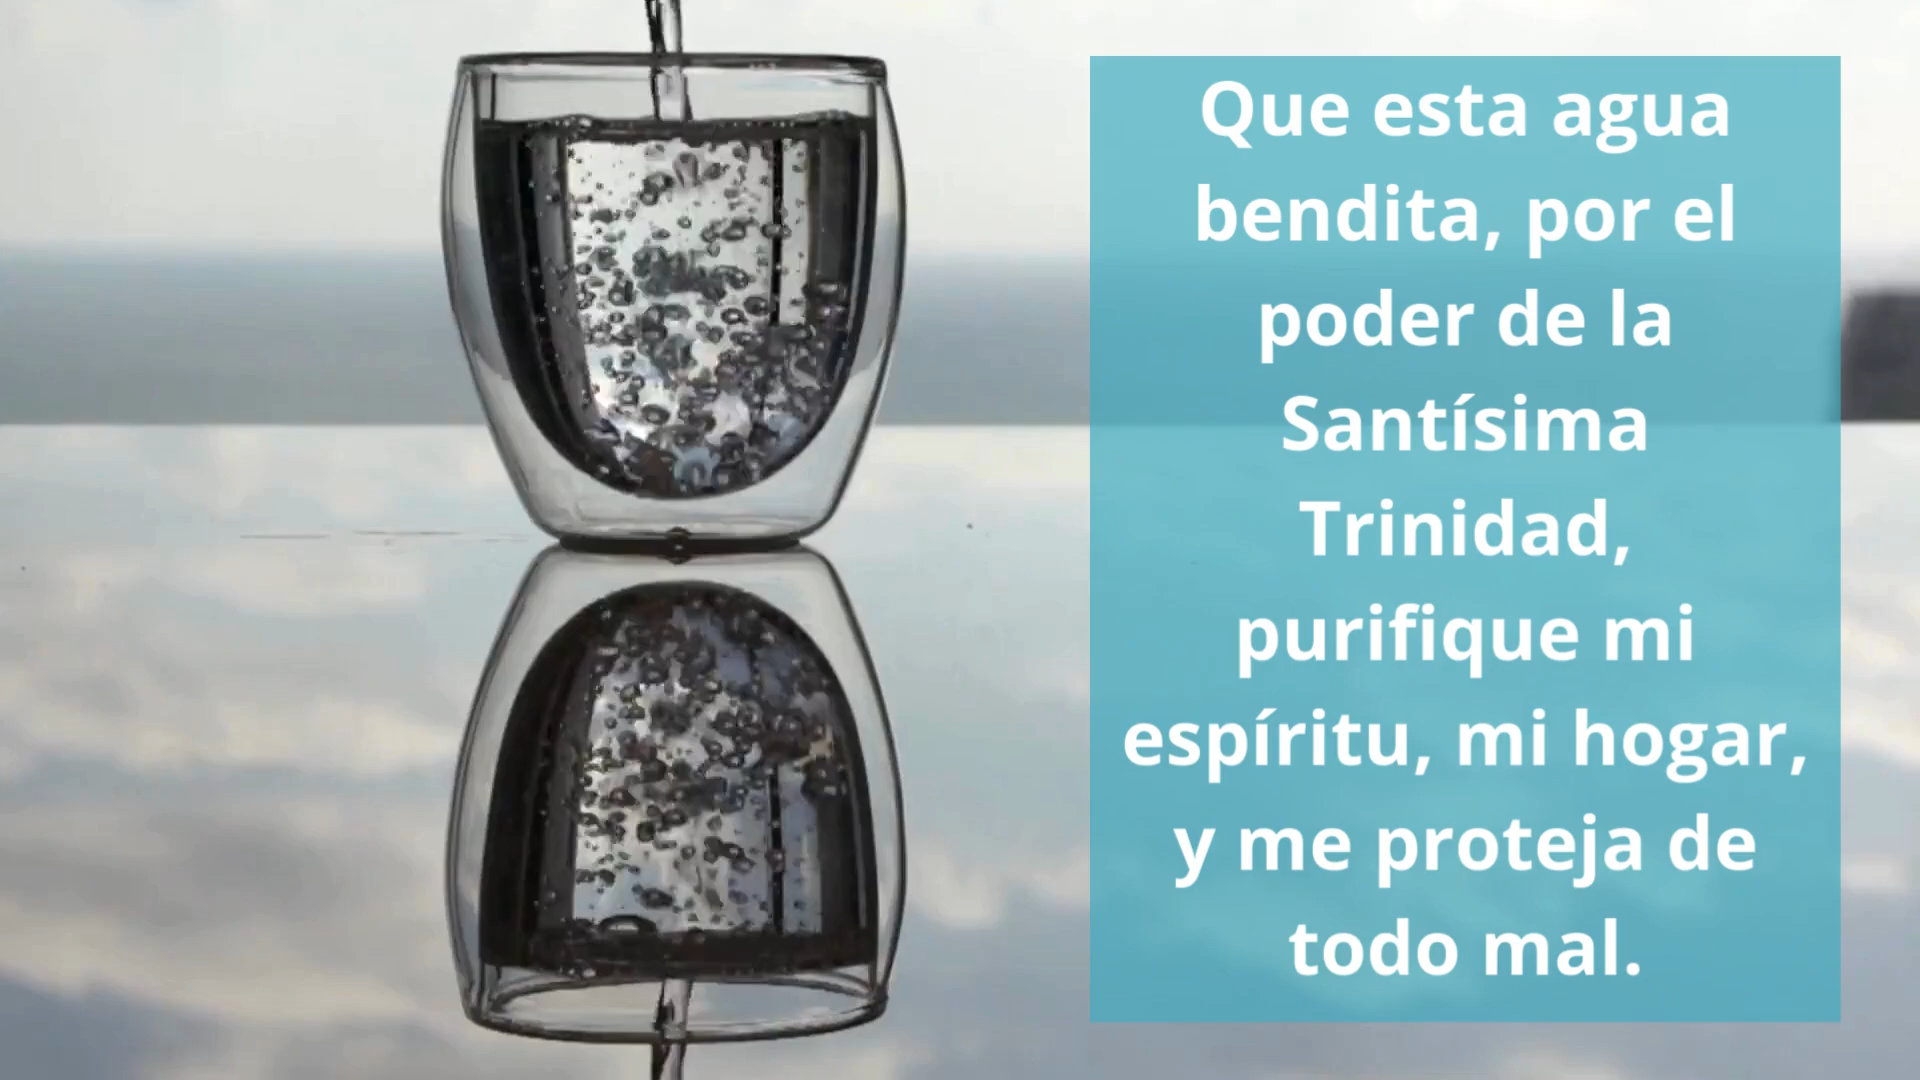 Que esta agua
bendita, por el
poder de la
Santísima
Trinidad,
purifique mi
espíritu, mi hogar,
y me proteja de
todo mal.